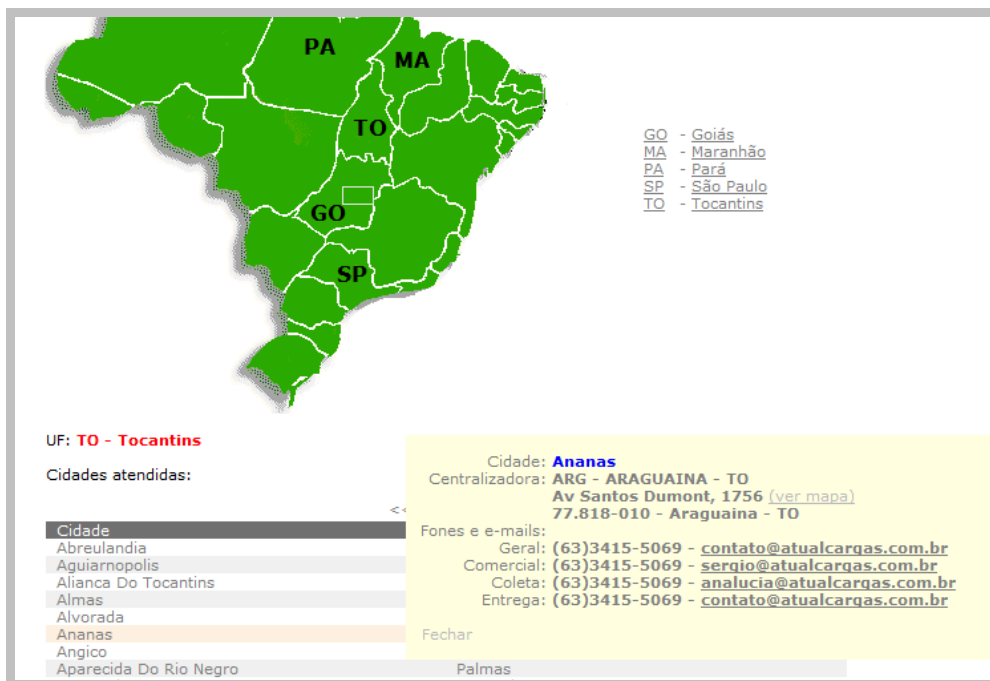 PA
MA
TO
GO
SP
GO - Goiás
MA - Maranhão
PA - Pará
SP - São Paulo
TO - Tocantins
UF: TO - Tocantins
Cidades atendidas:
Cidade
Abreulandia
Aguiarnopolis
Alianca Do Tocantins
Almas
Alvorada
Ananas
Angico
Aparecida Do Rio Negro Palmas
Cidade: Ananas
Centralizadora: ARG - ARAGUAINA - TO
Av Santos Dumont, 1756 (ver mapa)
77.818-010 - Araguaina - TO
Fones e e-mails:
Geral: (63)3415-5069 - contato@atualcargas.com.br
Comercial: (63)3415-5069 - sergio@atualcargas.com.br
Coleta: (63)3415-5069 - analucia@atualcargas.com.br
Entrega: (63)3415-5069 - contato@atualcargas.com.br
Fechar